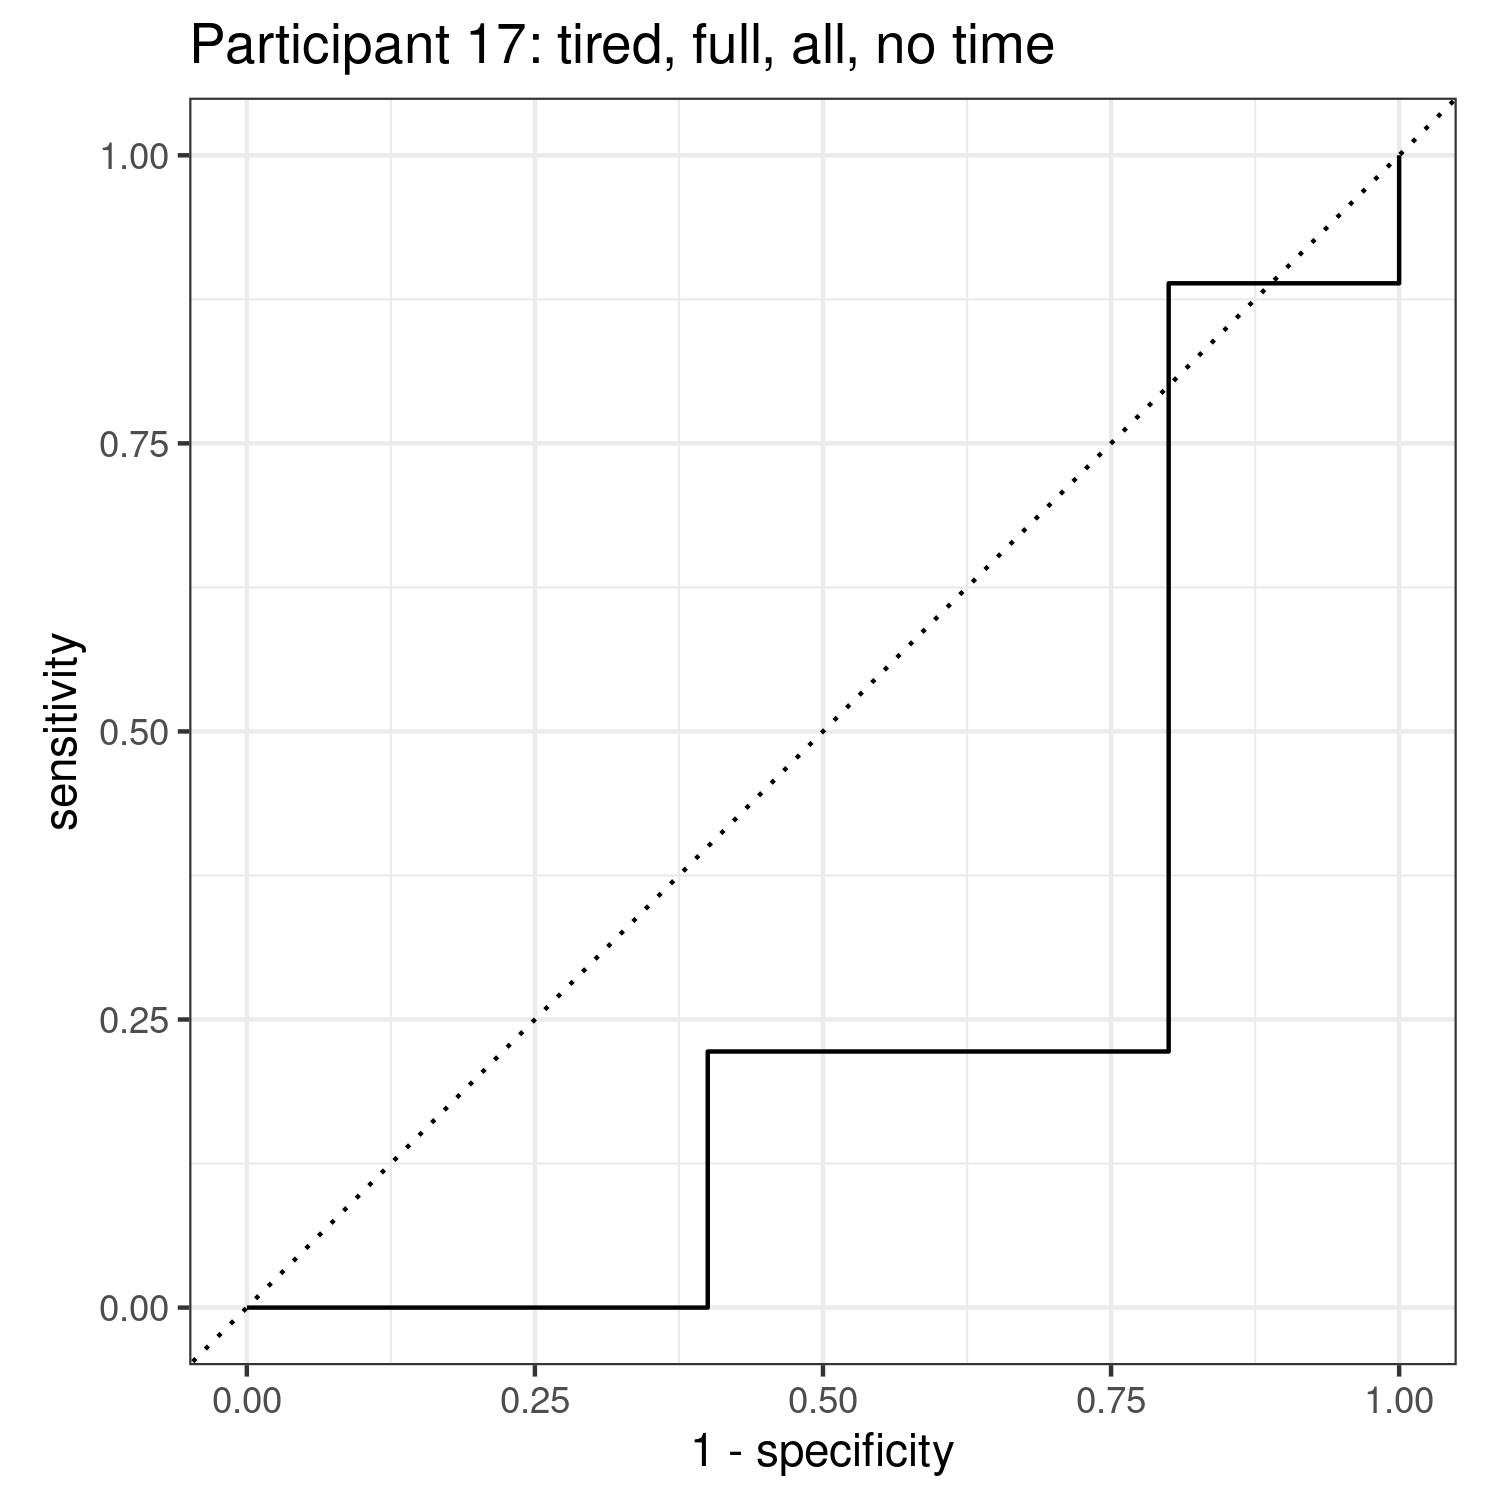 Participant 17: tired, full, all, no time
1.00
0.75
0.50
0.25
0.00
sensitivity
0.00 0.25 0.50 0.75 1.00
1 - specificity